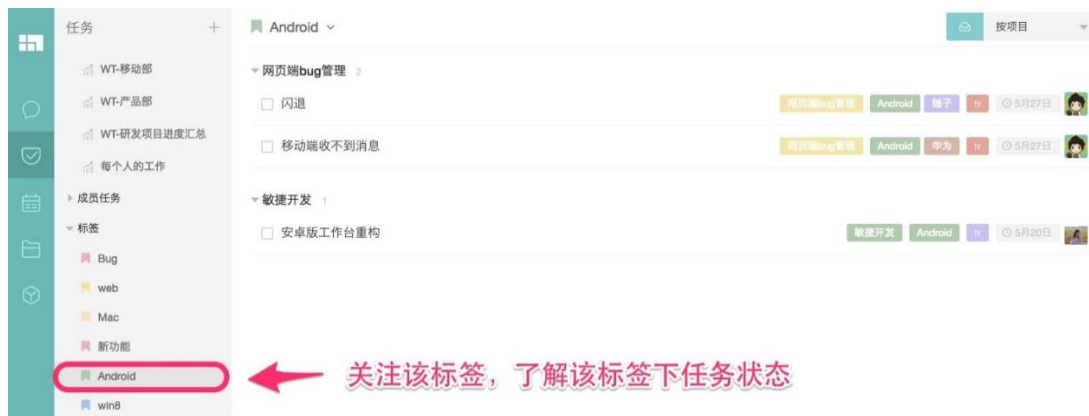 任务
Android
按项目
WT-移动部
WT-产品部
WT-研发项目进度汇总
每个人的工作
成员任务
标签
Bug
web
Mac
新功能
Android
win8
网页端bug管理 2
闪退 网页端bug管理 Android 锤子 tr 5月27日
移动端收不到消息 网页端bug管理 Android 华为 tr 5月27日
敏捷开发 1
安卓版工作台重构 敏捷开发 Android tr 5月20日
关注该标签，了解该标签下任务状态